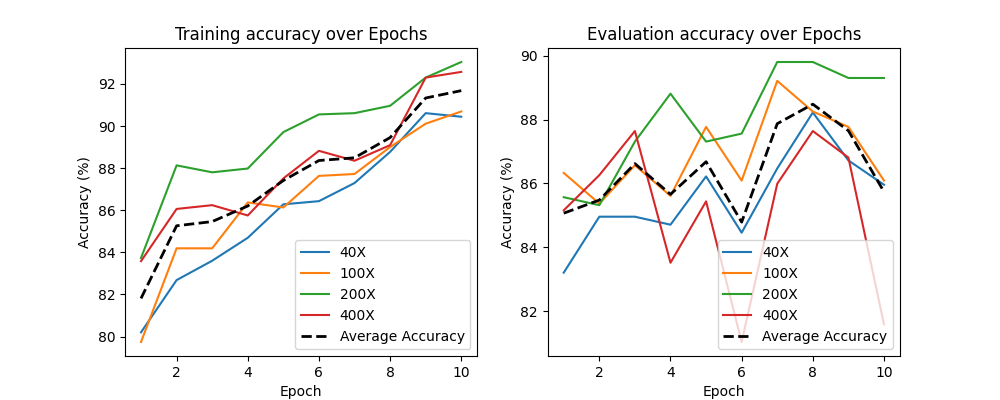 Training accuracy over Epochs
Accuracy (%)
92
90
88
86
84
82
80
2 4 6 8 10
Epoch
40X
100X
200X
400X
Average Accuracy
Evaluation accuracy over Epochs
Accuracy (%)
90
88
86
84
82
2 4 6 8 10
Epoch
40X
100X
200X
400X
Average Accuracy